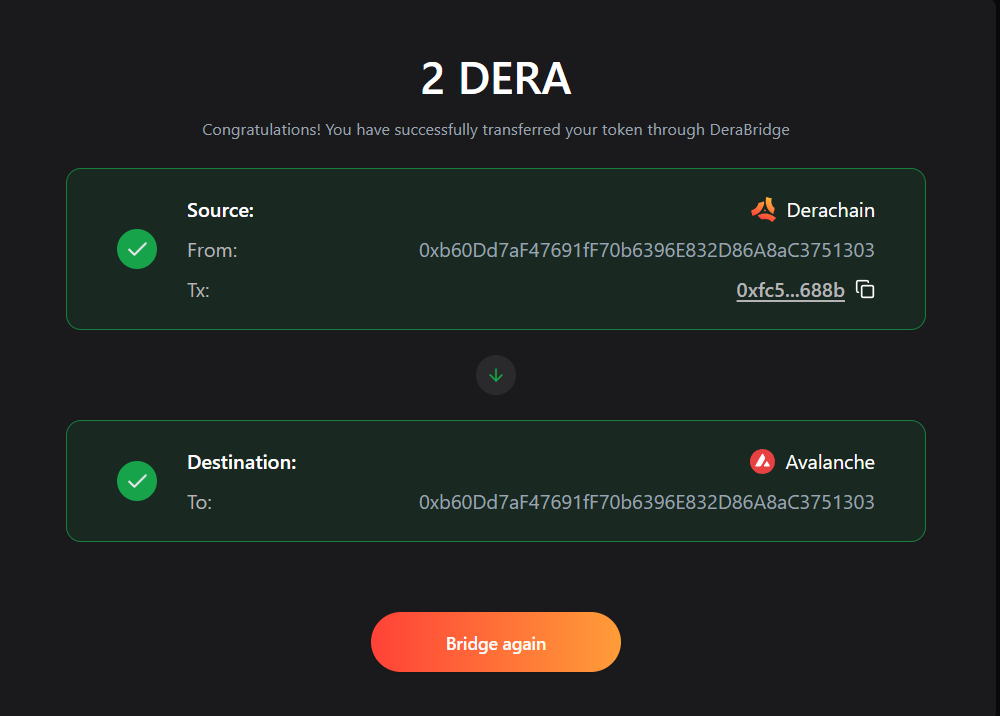 2 DERA
Congratulations! You have successfully transferred your token through DeraBridge
Source: Derachain
From: 0xb60Dd7aF47691fF70b6396E832D86A8aC3751303
Tx: 0xfc5...688b
Destination: Avalanche
To: 0xb60Dd7aF47691fF70b6396E832D86A8aC3751303
Bridge again